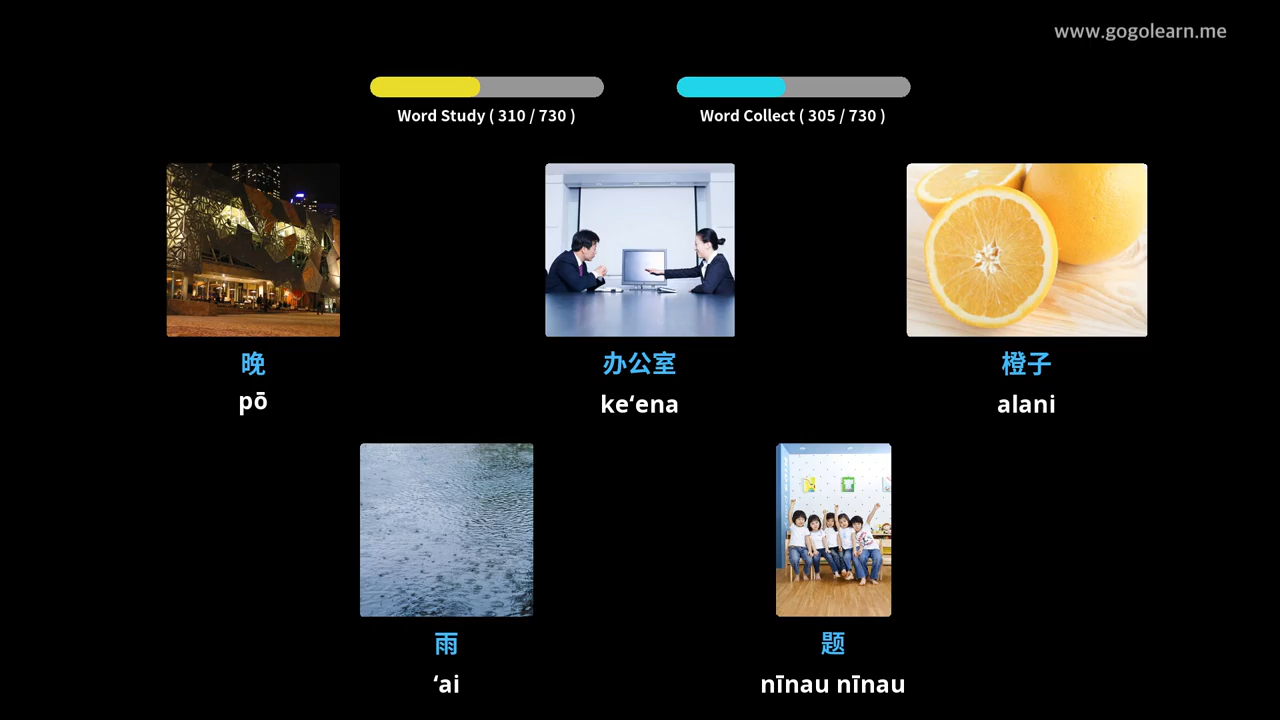 www.gogolearn.me
Word Study ( 310 / 730 )
Word Collect ( 305 / 730 )
晚
pō
办公室
keʻena
橙子
alani
雨
ʻai
题
nīnau nīnau